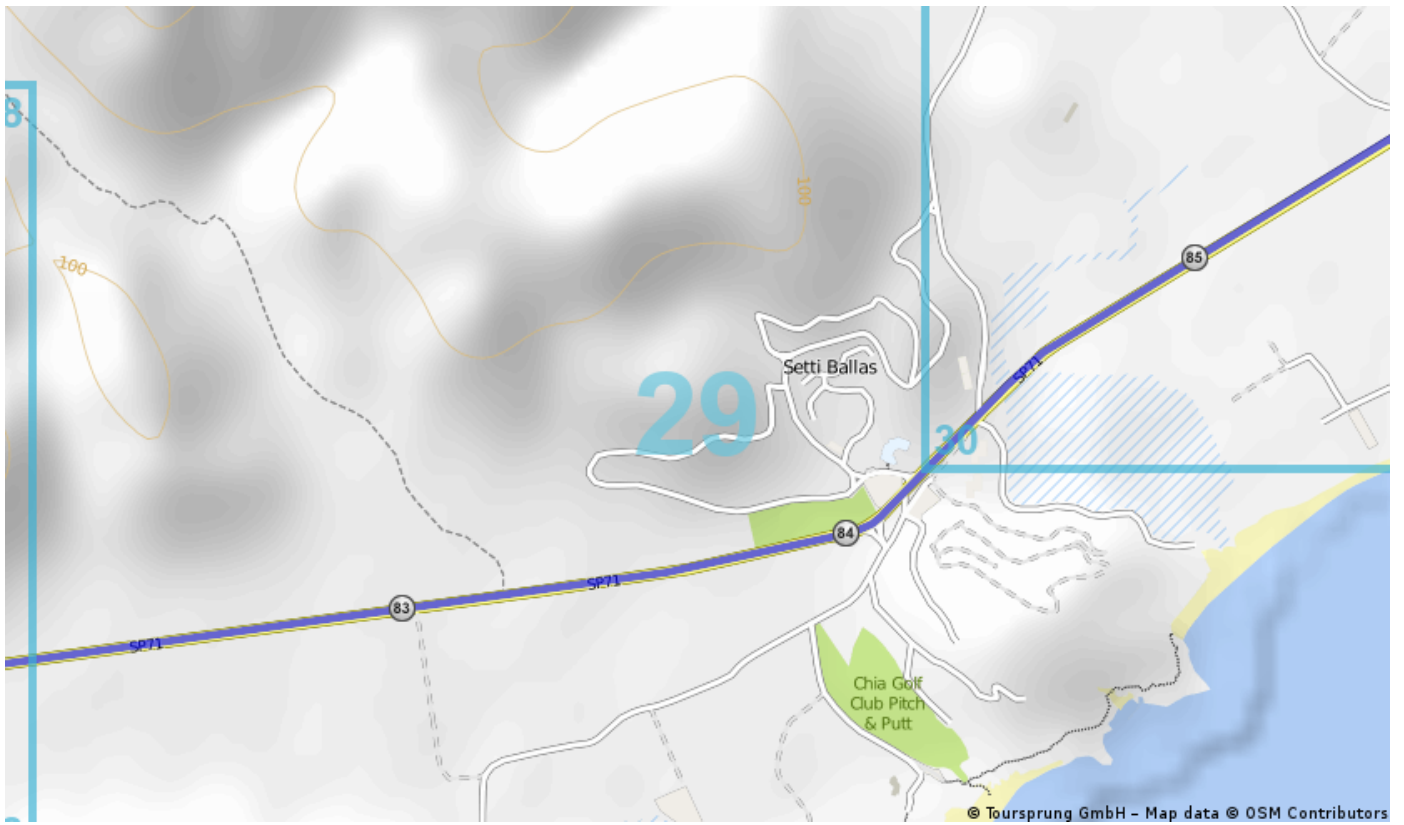 8
100
100
85
SP71
Setti Ballas
29
30
84
SP71
83
SP71
Chia Golf
Club Pitch
& Putt
© Toursprung GmbH – Map data © OSM Contributors